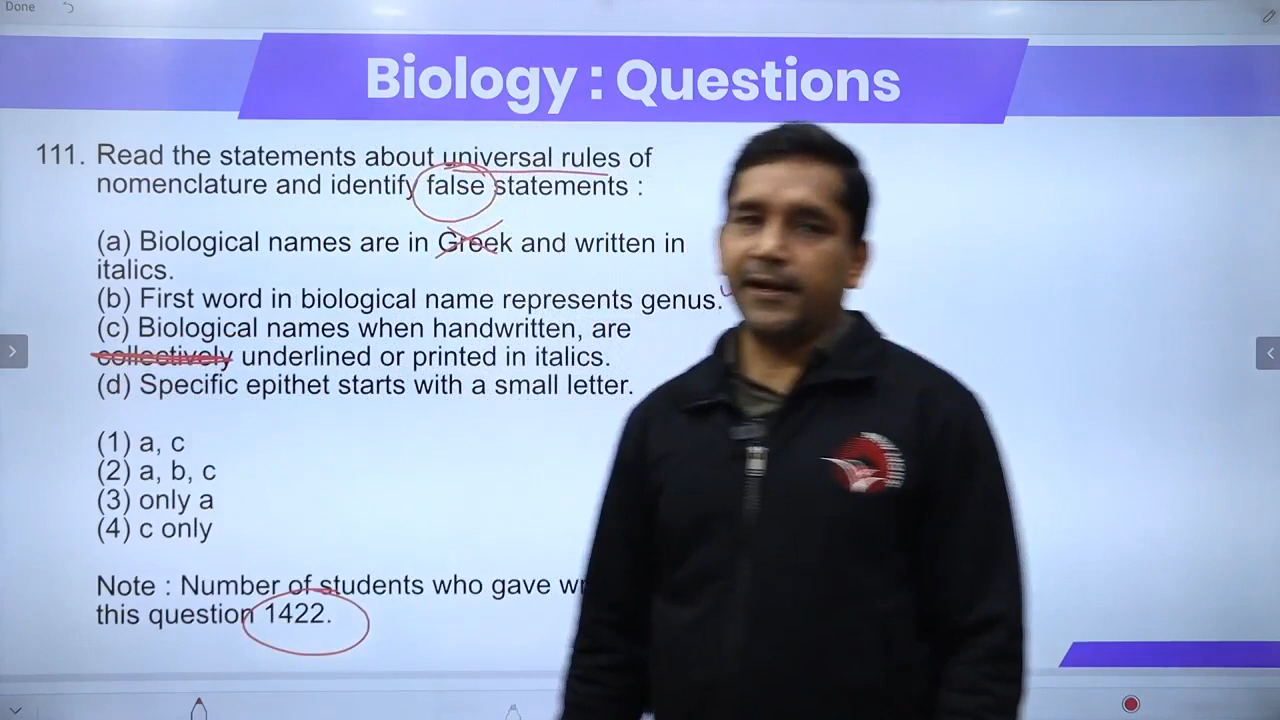 Done
Biology : Questions
111. Read the statements about universal rules of
nomenclature and identify false statements :
(a) Biological names are in Greek and written in
italics.
(b) First word in biological name represents genus.
(c) Biological names when handwritten, are
collectively underlined or printed in italics.
(d) Specific epithet starts with a small letter.
(1) a, c
(2) a, b, c
(3) only a
(4) c only
Note : Number of students who gave
this question 1422.